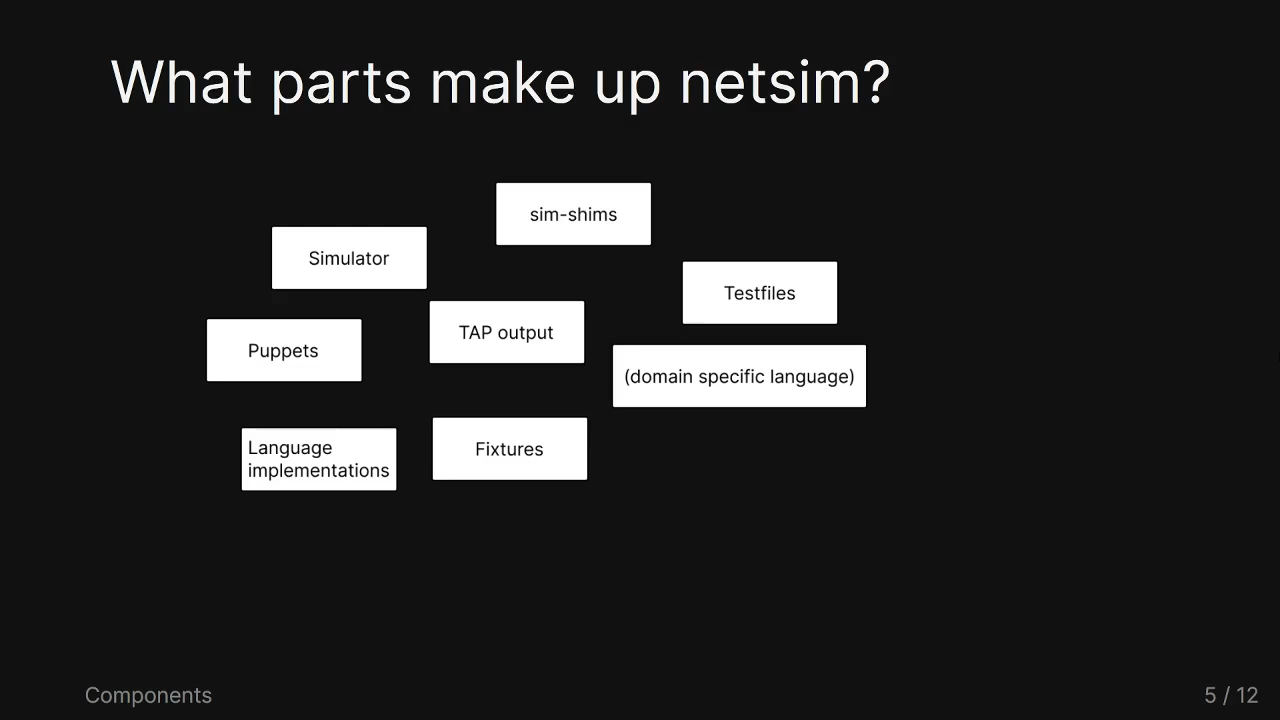 What parts make up netsim?
sim-shims
Simulator
Testfiles
TAP output
Puppets
(domain specific language)
Language
implementations
Fixtures
Components
5 / 12